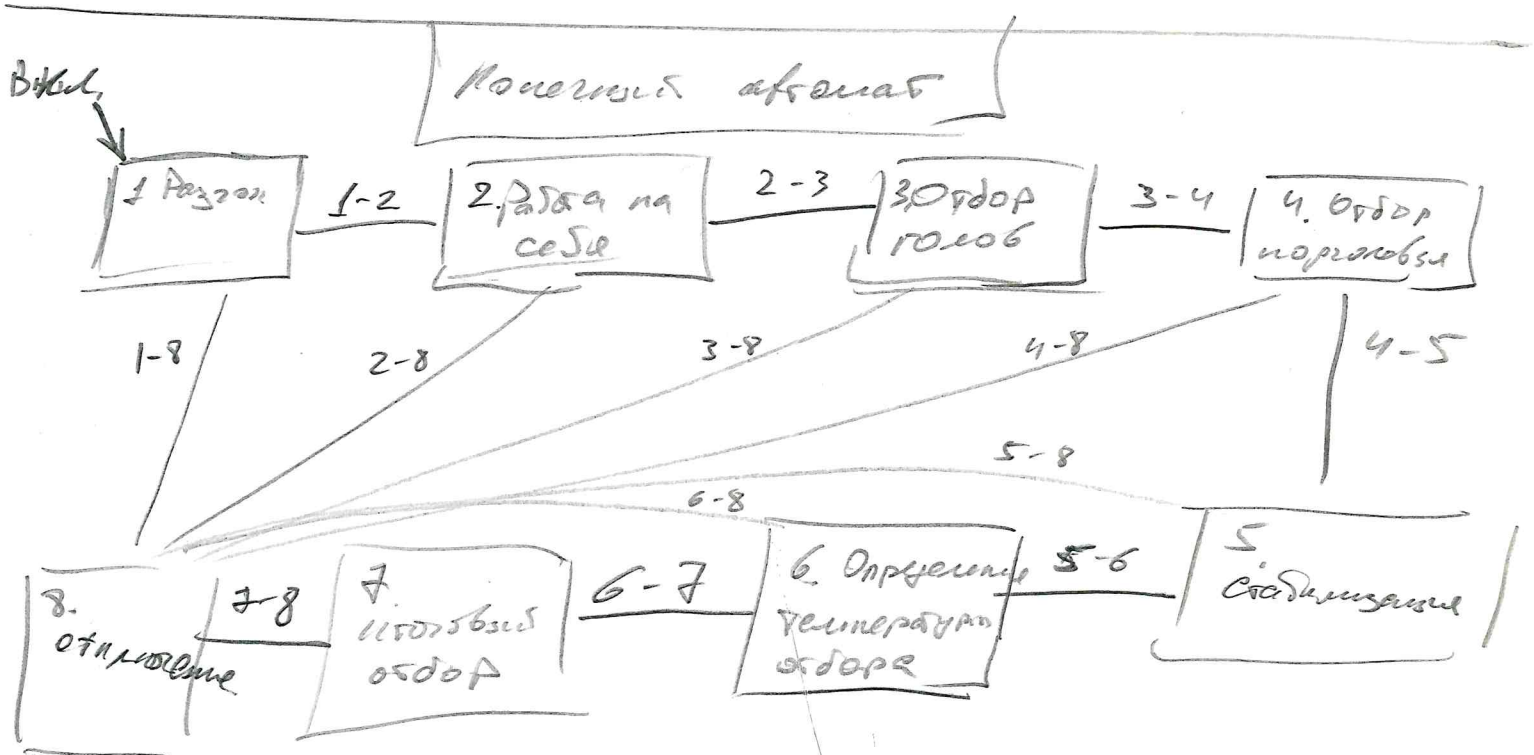 Вкл.
Конечный автомат
1 Разгон
1-2
2. Работа на
себя
2-3
3. Отбор
голов
3-4
4. Отбор
1-8
2-8
3-8
4-8
4-5
5-8
6-8
8.
отключение
7-8
7.
итоговый
отбор
6-7
6. Определение
температуры
отбора
5-6
5.
стабилизация